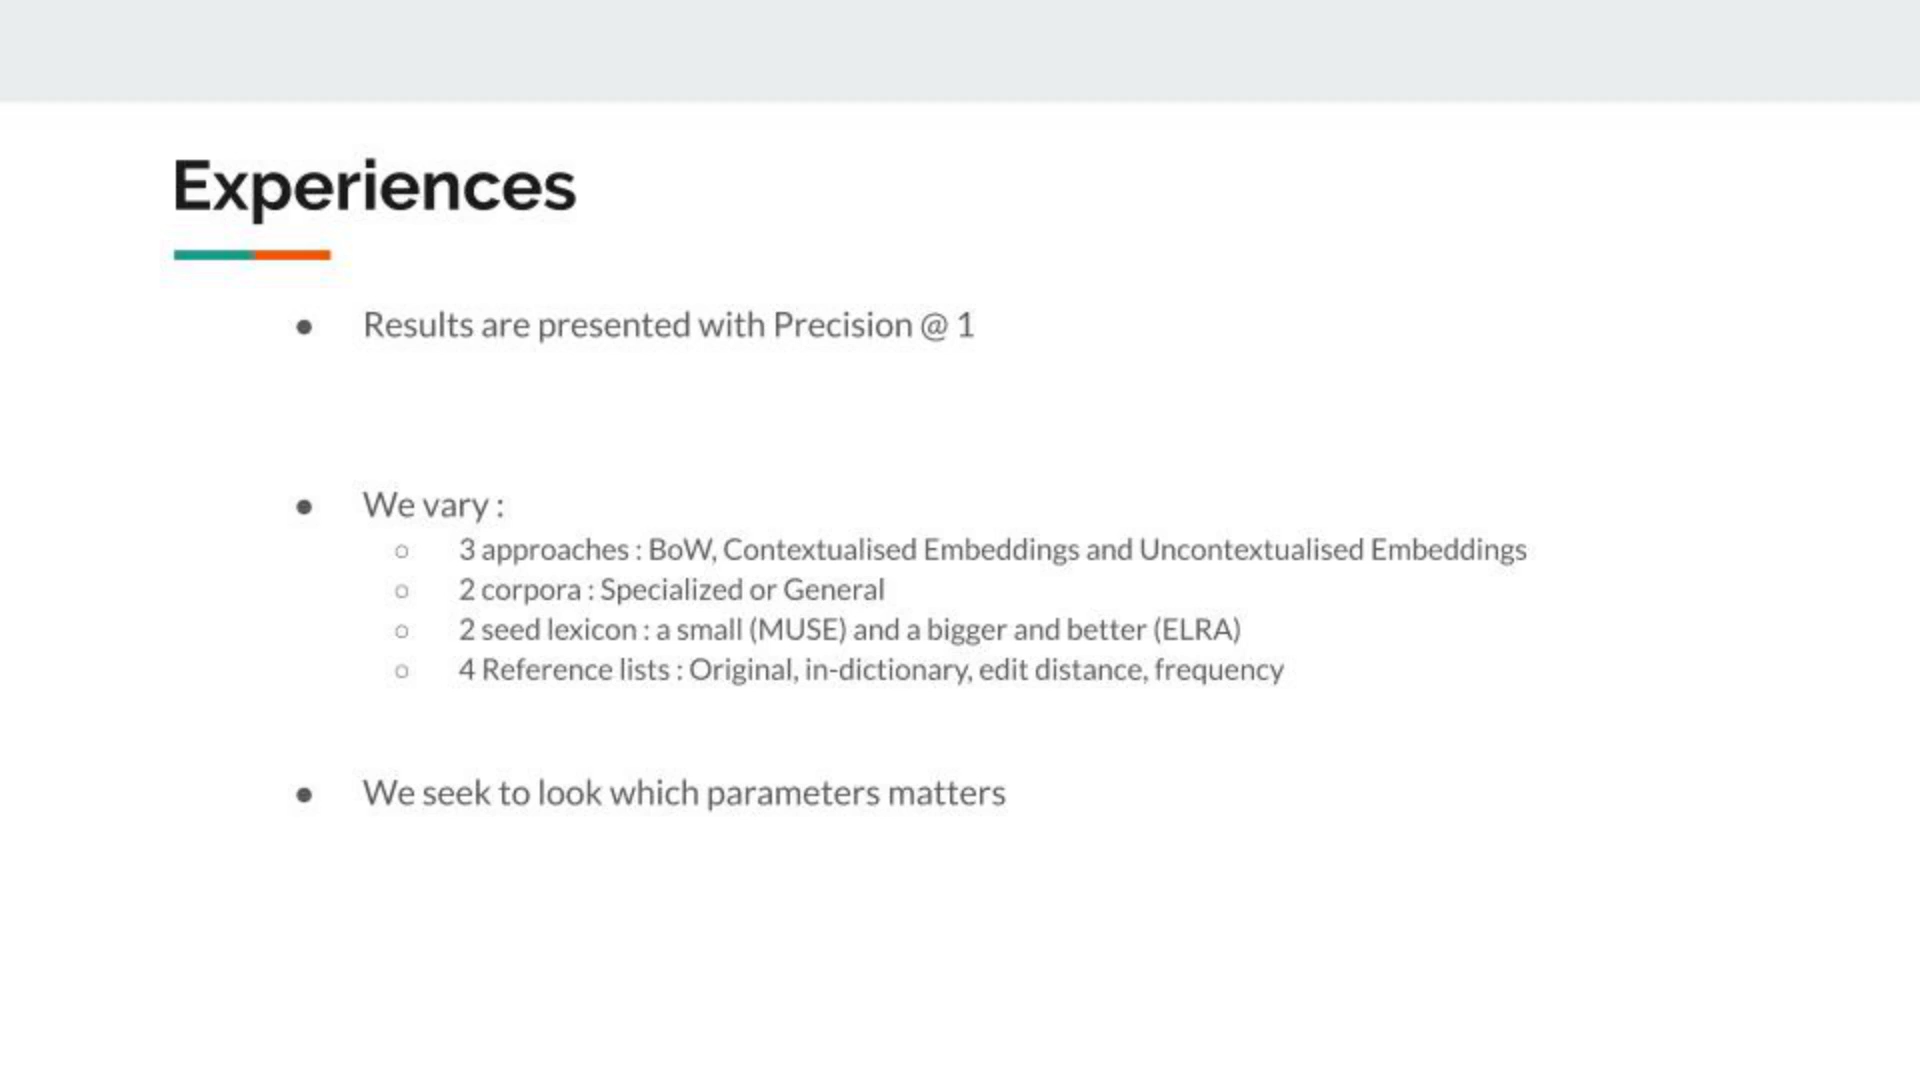 Experiences
● Results are presented with Precision @ 1
● We vary :
○ 3 approaches : BoW, Contextualised Embeddings and Uncontextualised Embeddings
○ 2 corpora : Specialized or General
○ 2 seed lexicon : a small (MUSE) and a bigger and better (ELRA)
○ 4 Reference lists : Original, in-dictionary, edit distance, frequency
● We seek to look which parameters matters